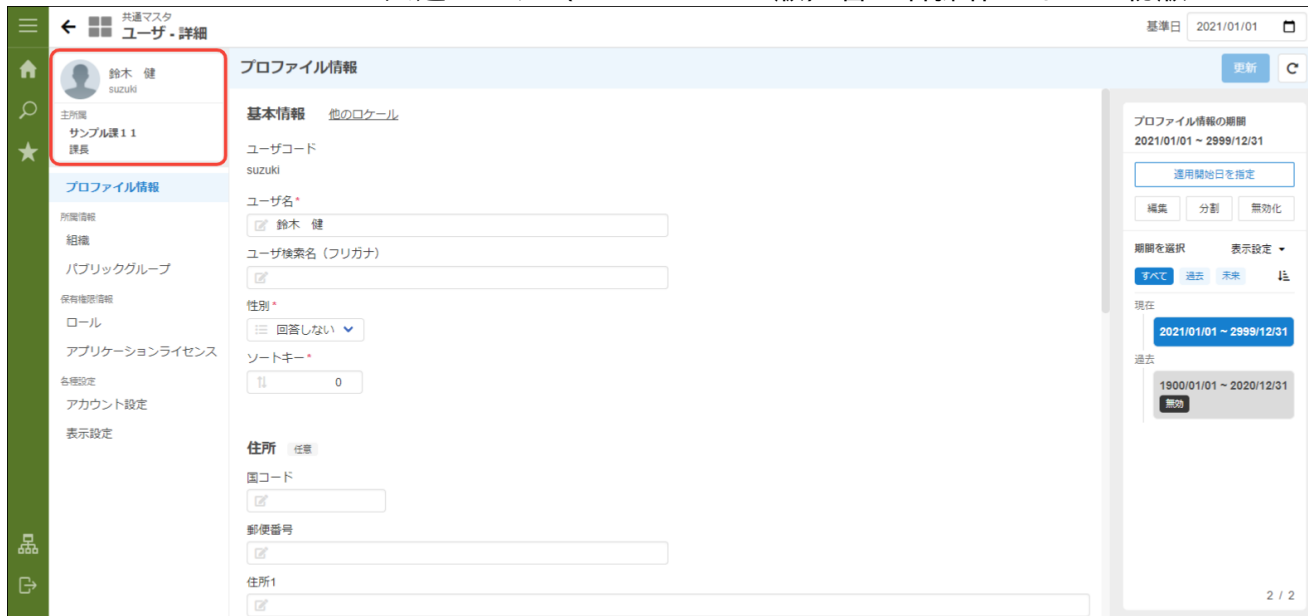 共通マスタ
ユーザ - 詳細
基準日 2021/01/01
鈴木　健
suzuki
主所属
サンプル課１１
課長
プロファイル情報
所属情報
組織
パブリックグループ
保有権限情報
ロール
アプリケーションライセンス
各種設定
アカウント設定
表示設定
プロファイル情報
更新
基本情報 他のロケール
ユーザコード
suzuki
ユーザ名*
鈴木　健
ユーザ検索名（フリガナ）
性別*
回答しない
ソートキー*
0
住所 任意
国コード
郵便番号
住所1
プロファイル情報の期間
2021/01/01 ~ 2999/12/31
適用開始日を指定
編集 分割 無効化
期間を選択 表示設定
すべて 過去 未来
現在
2021/01/01 ~ 2999/12/31
過去
1900/01/01 ~ 2020/12/31
無効
2 / 2